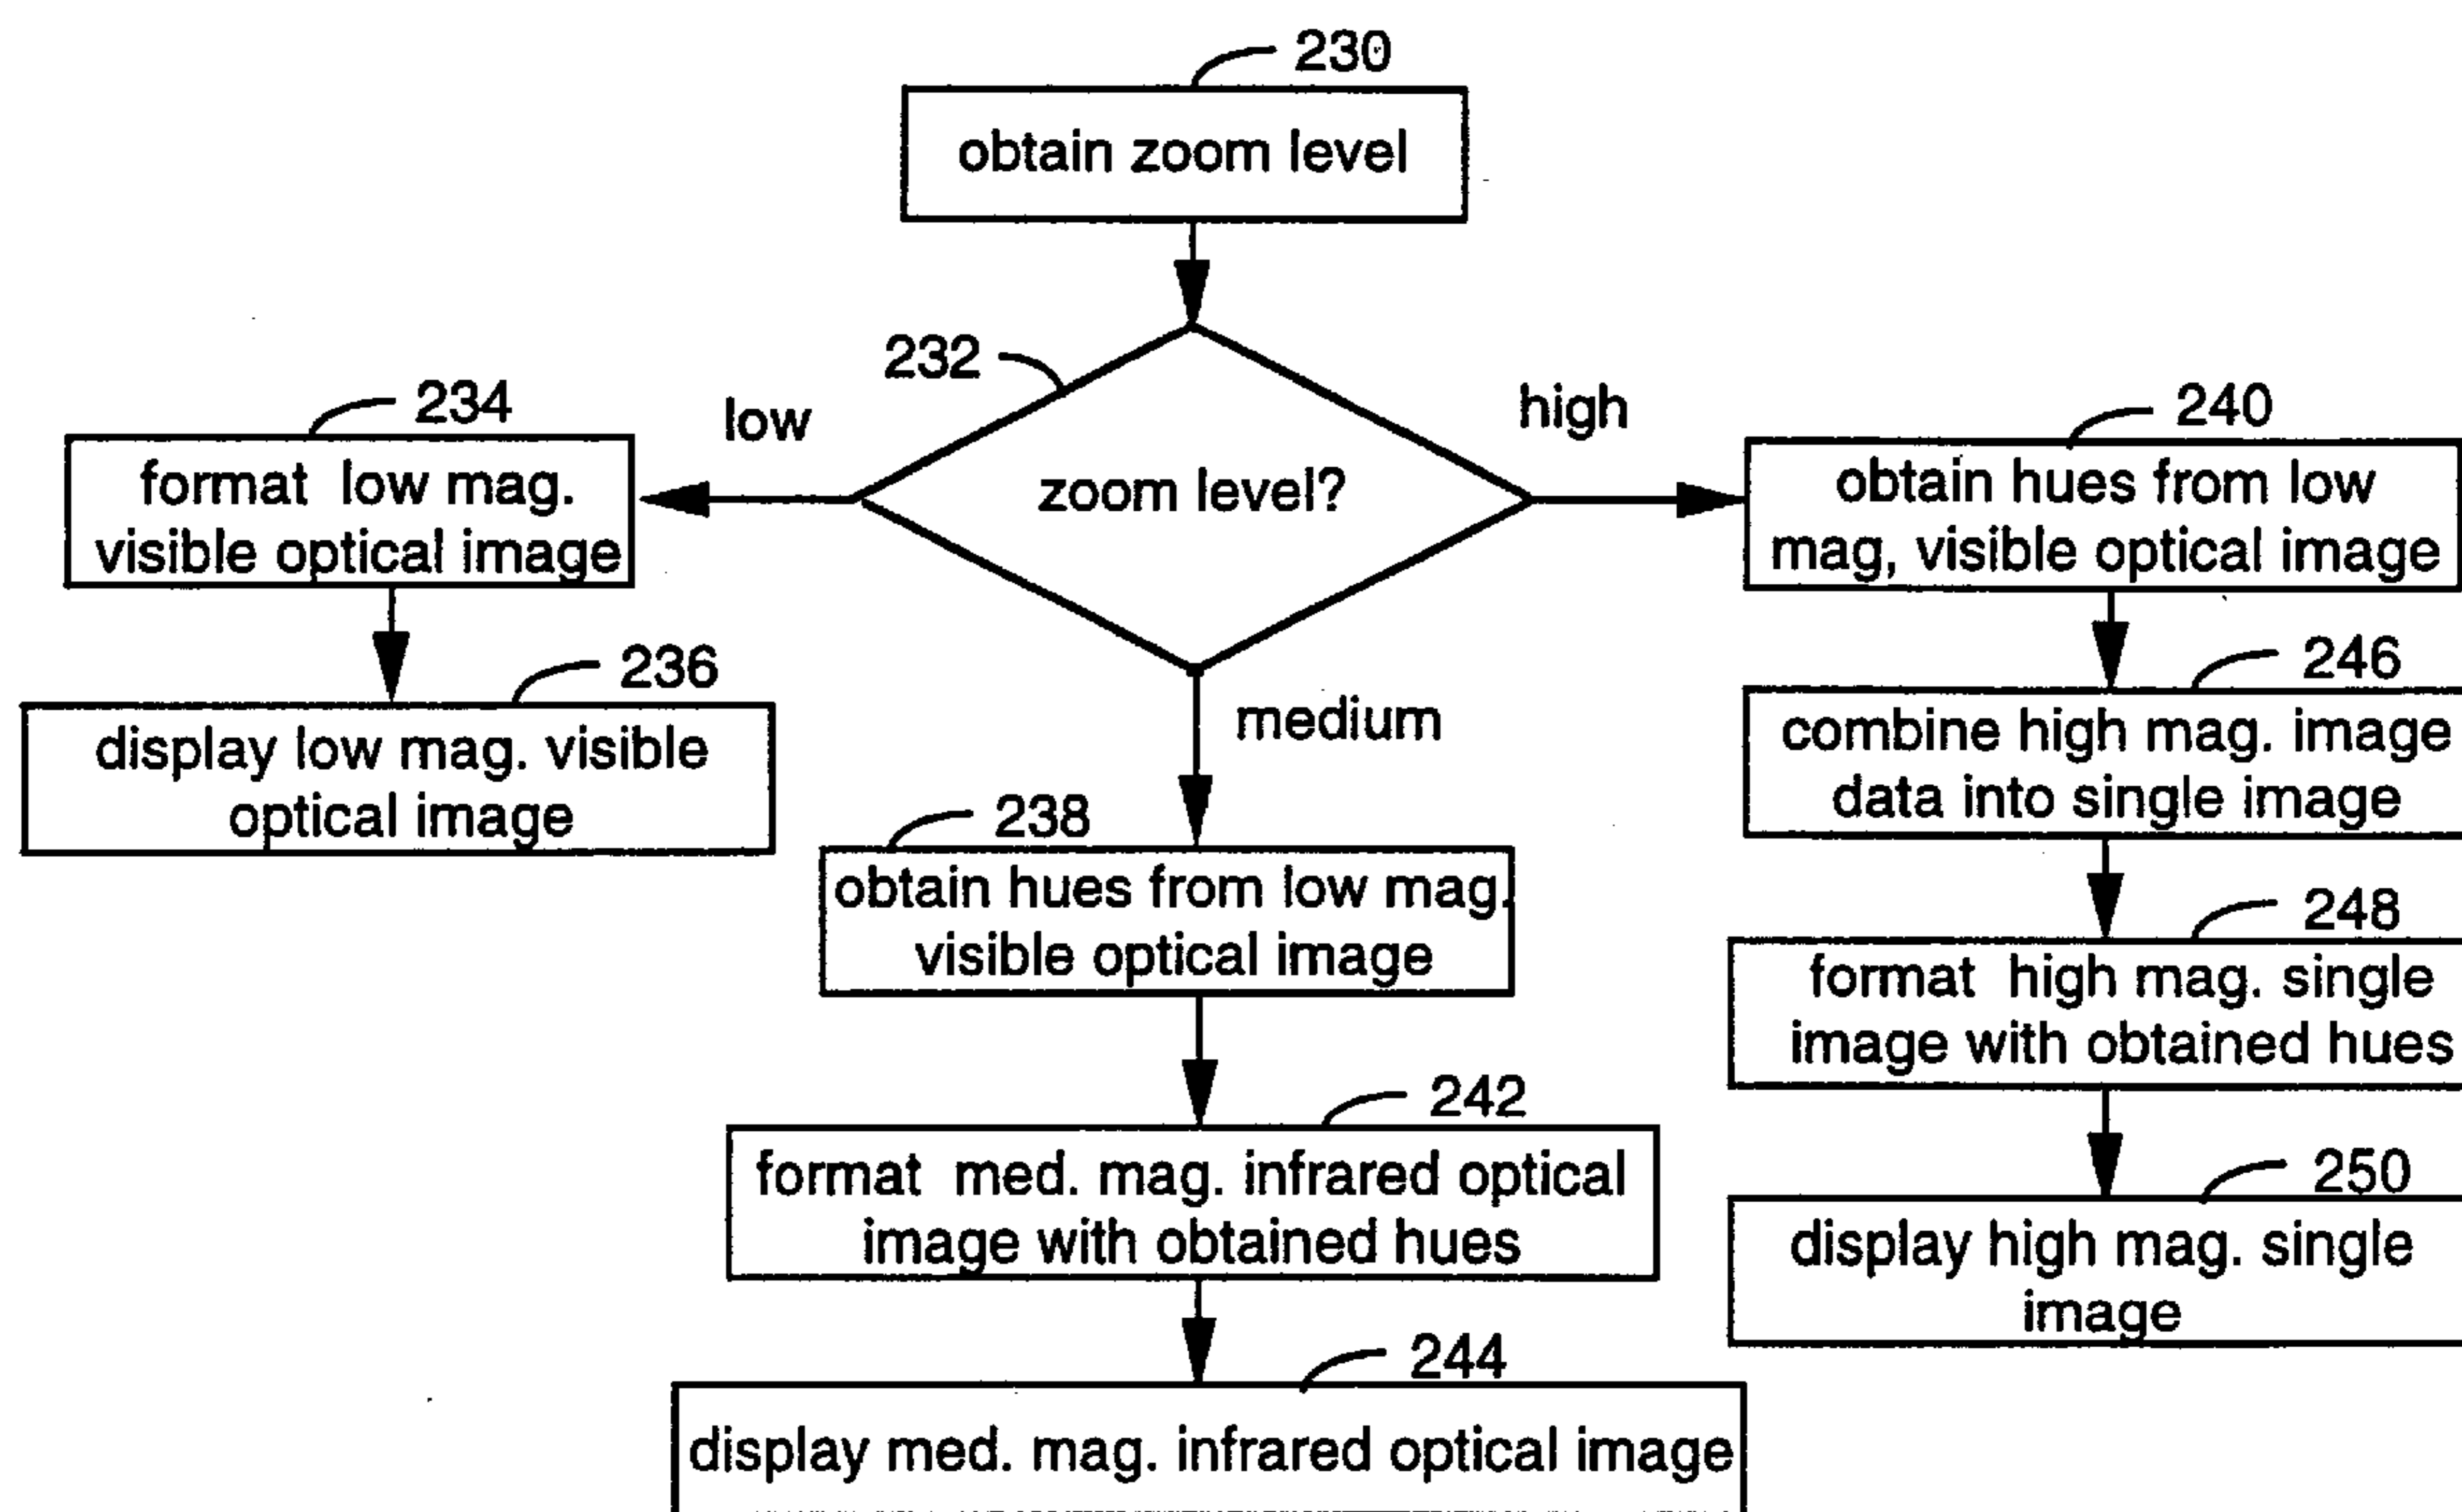 230
obtain zoom level
232
zoom level?
low
high
medium
234
format low mag.
visible optical image
236
display low mag. visible
optical image
238
obtain hues from low mag.
visible optical image
242
format med. mag. infrared optical
image with obtained hues
244
display med. mag. infrared optical image
240
obtain hues from low
mag, visible optical image
246
combine high mag. image
data into single image
248
format high mag. single
image with obtained hues
250
display high mag. single
image